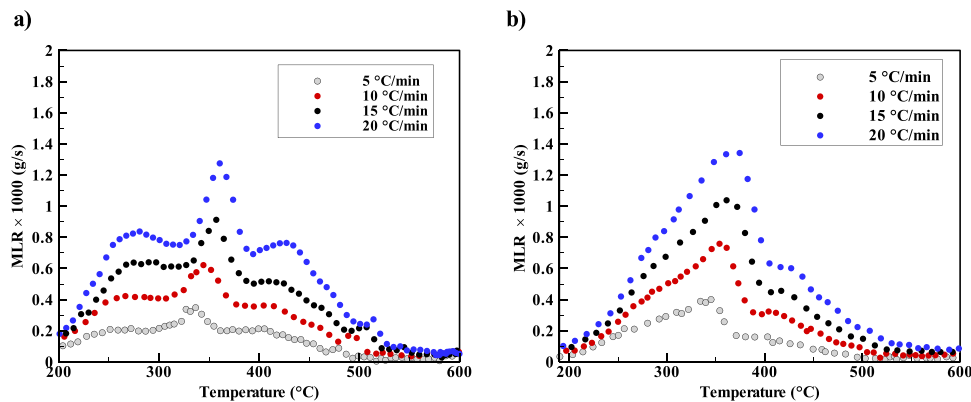 a)
2
1.8
1.6
1.4
1.2
1
0.8
0.6
0.4
0.2
0
MLR × 1000 (g/s)
5 °C/min
10 °C/min
15 °C/min
20 °C/min
200 300 400 500 600
Temperature (°C)
b)
2
1.8
1.6
1.4
1.2
1
0.8
0.6
0.4
0.2
0
MLR × 1000 (g/s)
5 °C/min
10 °C/min
15 °C/min
20 °C/min
200 300 400 500 600
Temperature (°C)